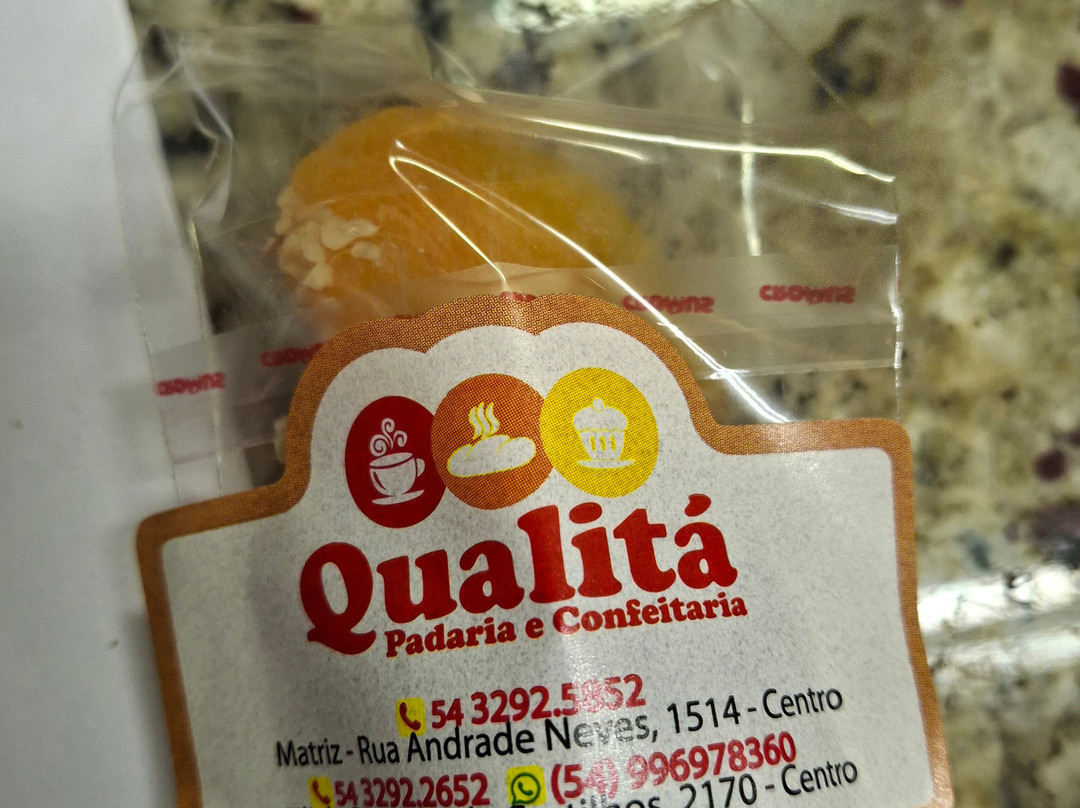 Qualitá
Padaria e Confeitaria
54 3292.5852
Matriz - Rua Andrade Neves, 1514 - Centro
54 3292.2652 (54) 996978360
2170 - Centro